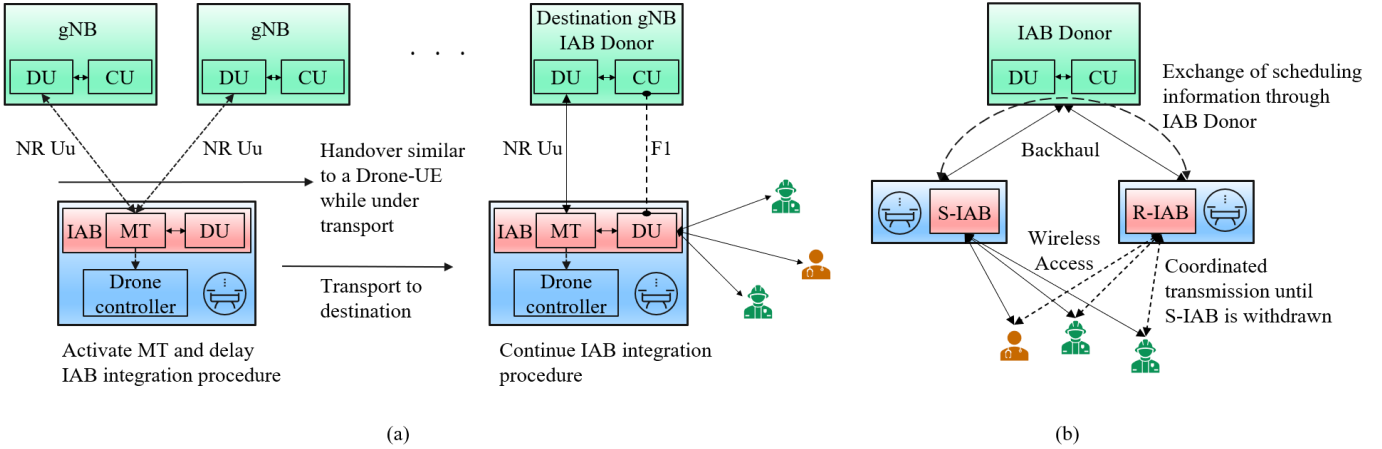 gNB
DU
CU
gNB
DU
CU
. . .
Destination gNB
IAB Donor
DU
CU
NR Uu
NR Uu
Handover similar
to a Drone-UE
while under
transport
NR Uu
F1
IAB
MT
DU
Drone
controller
Transport to
destination
IAB
MT
DU
Drone
controller
Activate MT and delay
IAB integration procedure
Continue IAB integration
procedure
(a)
IAB Donor
DU
CU
Exchange of scheduling
information through
IAB Donor
Backhaul
S-IAB
R-IAB
Wireless
Access
Coordinated
transmission until
S-IAB is withdrawn
(b)